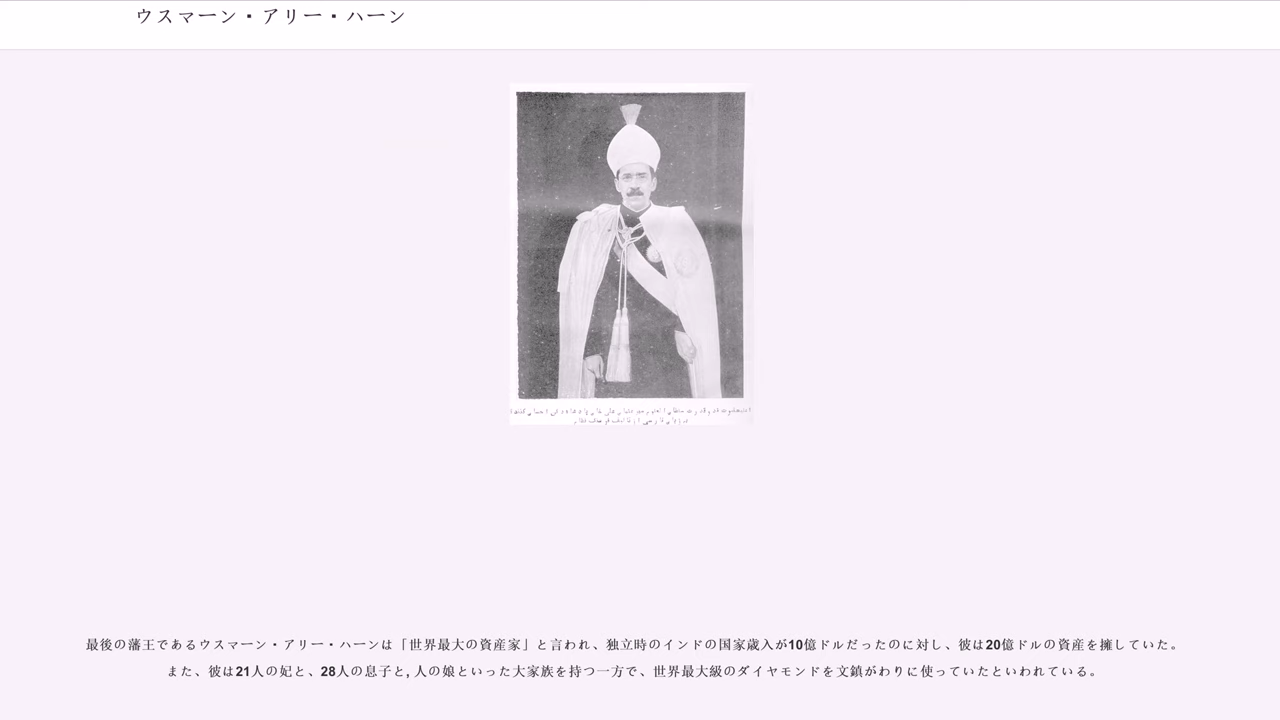 ウスマーン・アリー・ハーン
最後の藩王であるウスマーン・アリー・ハーンは「世界最大の資産家」と言われ、独立時のインドの国家歳入が10億ドルだったのに対し、彼は20億ドルの資産を擁していた。
また、彼は21人の妃と、28人の息子と, 人の娘といった大家族を持つ一方で、世界最大級のダイヤモンドを文鎮がわりに使っていたといわれている。